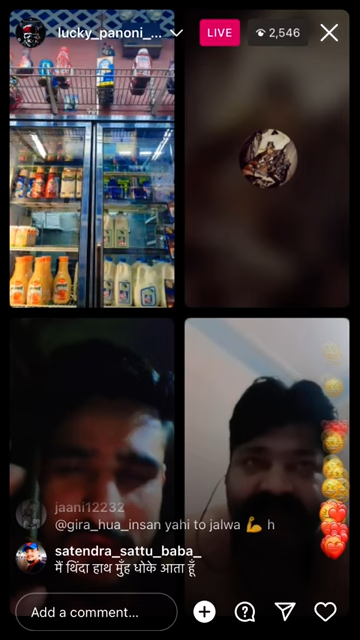 lucky_panoni_...
LIVE
2,546
jaani12232
@gira_hua_insan yahi to jalwa 💪 h
satendra_sattu_baba_
मैं थिंदा हाथ मुँह धोके आता हूँ
Add a comment...